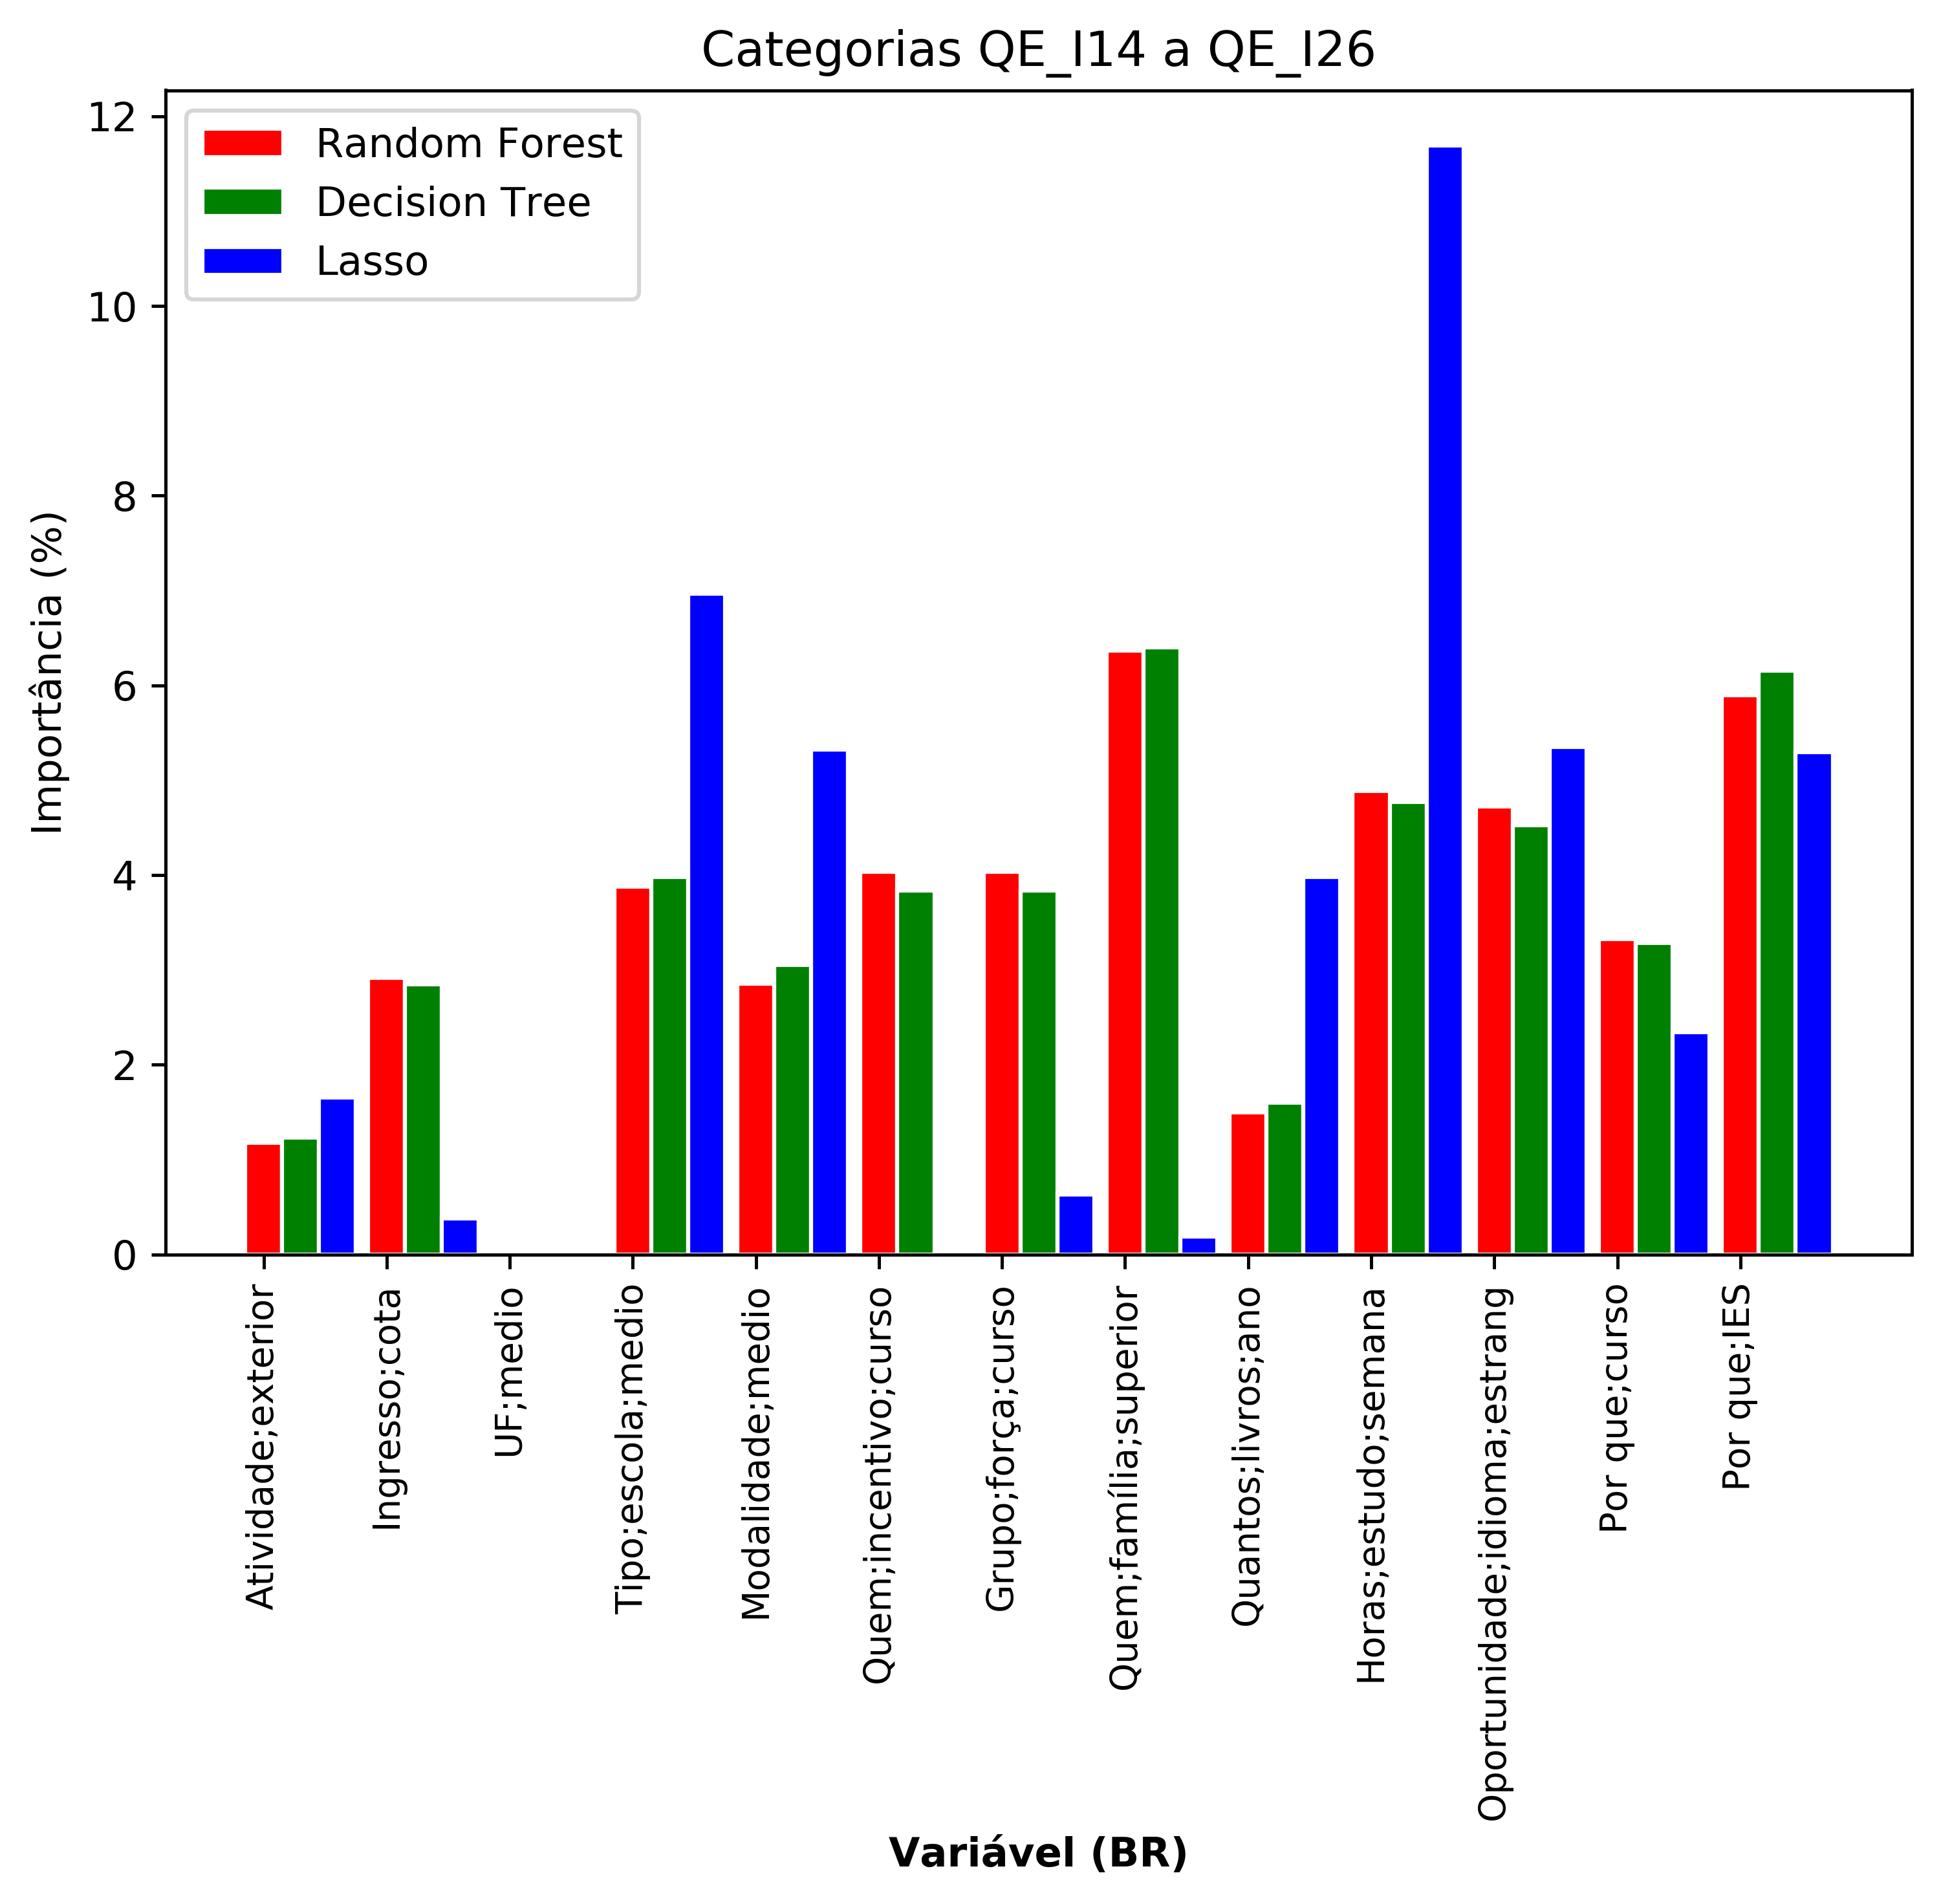 Categorias QE_I14 a QE_I26
12
10
8
6
4
2
0
Importância (%)
Random Forest
Decision Tree
Lasso
Atividade;exterior
Ingresso;cota
UF;medio
Tipo;escola;medio
Modalidade;medio
Quem;incentivo;curso
Grupo;força;curso
Quem;família;superior
Quantos;livros;ano
Horas;estudo;semana
Oportunidade;idioma;estrang
Por que;curso
Por que;IES
Variável (BR)